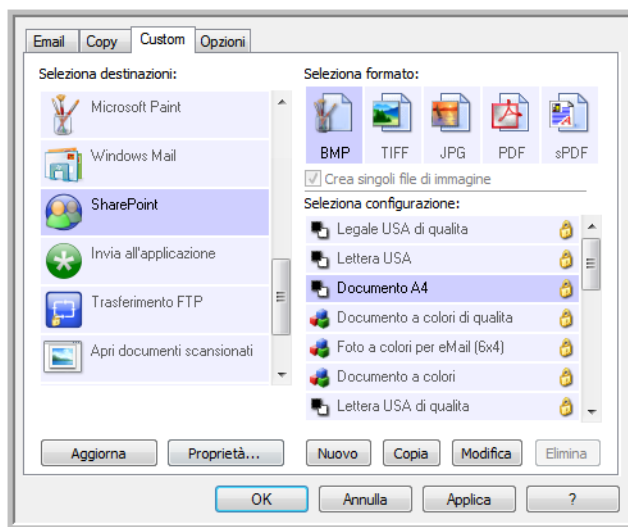 Email Copy Custom Opzioni
Seleziona destinazioni:
Microsoft Paint
Windows Mail
SharePoint
Invia all'applicazione
Trasferimento FTP
Apri documenti scansionati
Aggiorna Proprietà...
Seleziona formato:
BMP TIFF JPG PDF sPDF
Crea singoli file di immagine
Seleziona configurazione:
Legale USA di qualita
Lettera USA
Documento A4
Documento a colori di qualita
Foto a colori per eMail (6x4)
Documento a colori
Lettera USA di qualita
Nuovo Copia Modifica Elimina
OK Annulla Applica ?